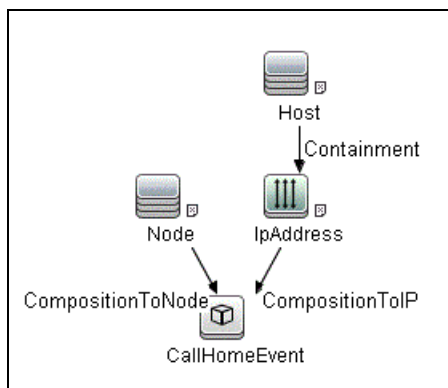 Host
Containment
Node
IpAddress
CompositionToNode
CompositionToIP
CallHomeEvent